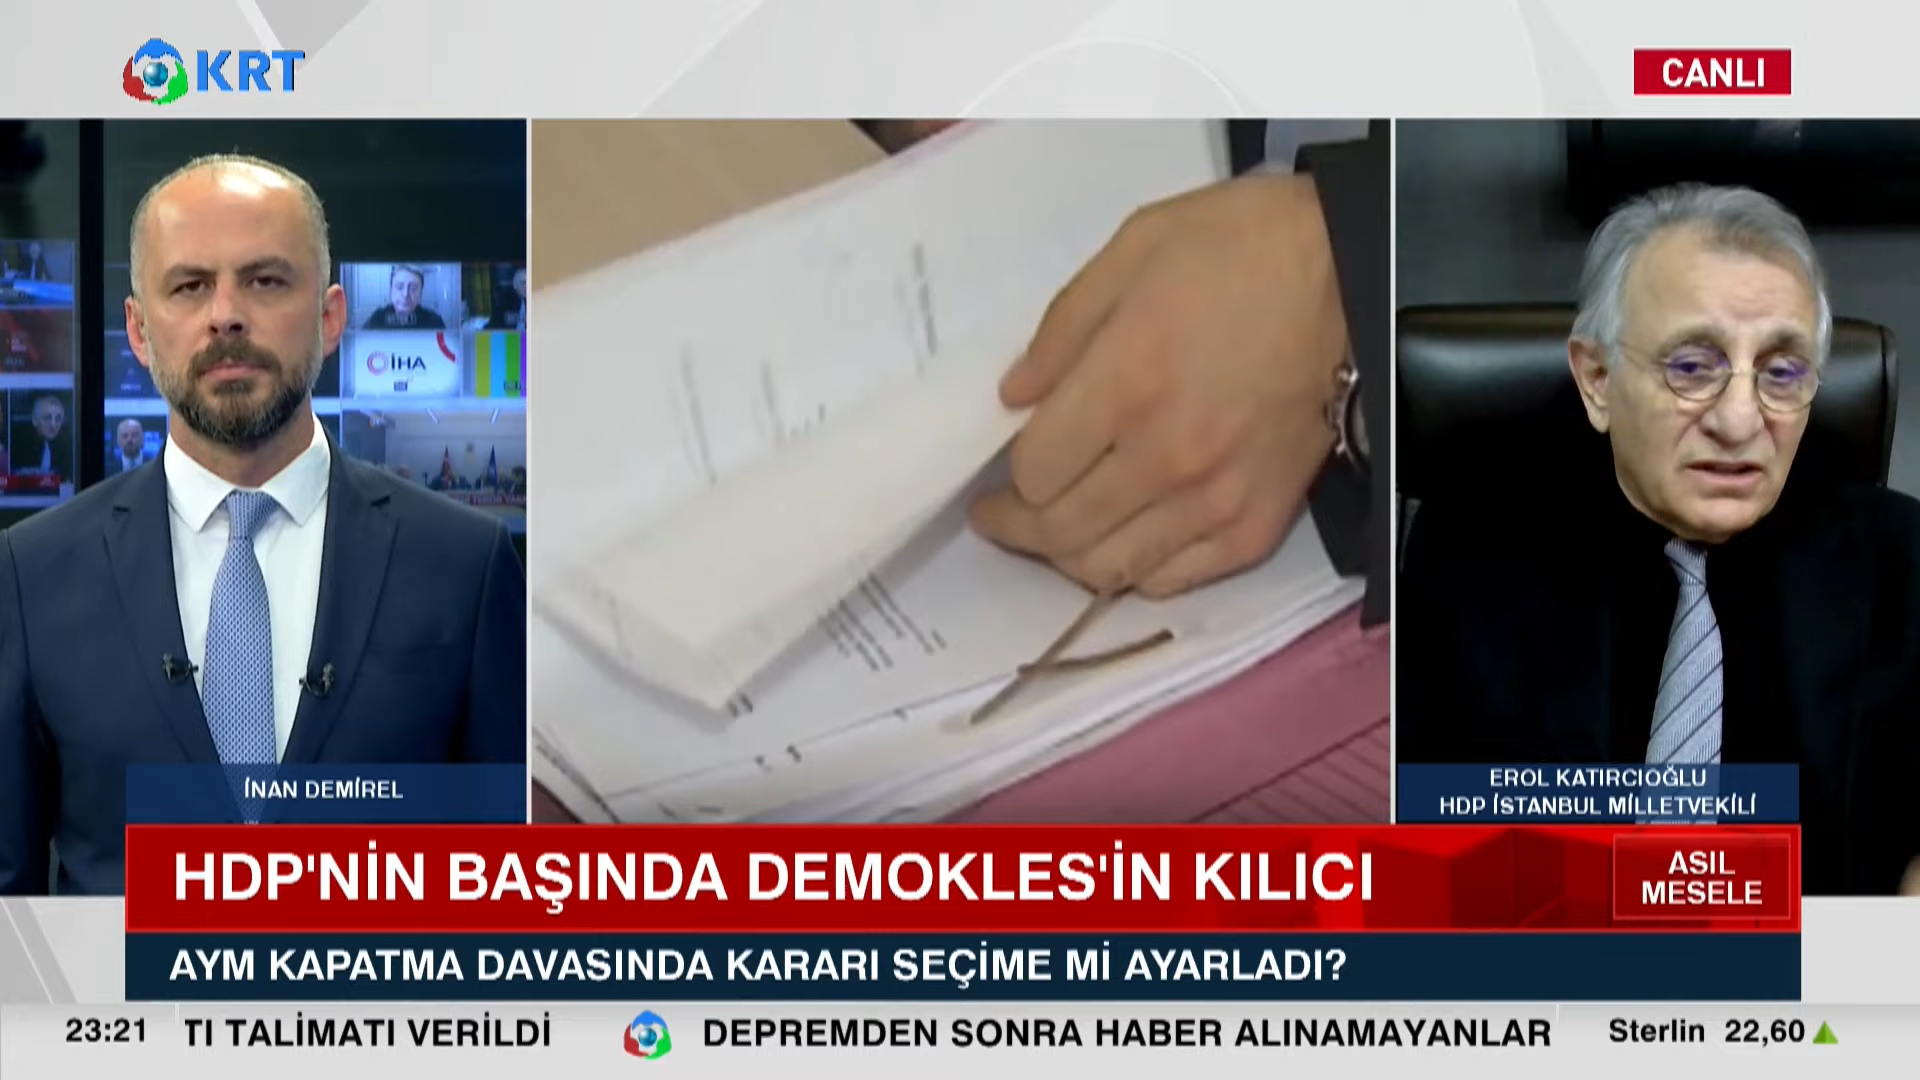 KRT
CANLI
İHA
İNAN DEMİREL
EROL KATIRCIOĞLU
HDP İSTANBUL MİLLETVEKİLİ
HDP'NİN BAŞINDA DEMOKLES'İN KILICI
ASIL
MESELE
AYM KAPATMA DAVASINDA KARARI SEÇİME Mİ AYARLADI?
23:21 TI TALİMATI VERİLDİ DEPREMDEN SONRA HABER ALINAMAYANLAR Sterlin 22,60